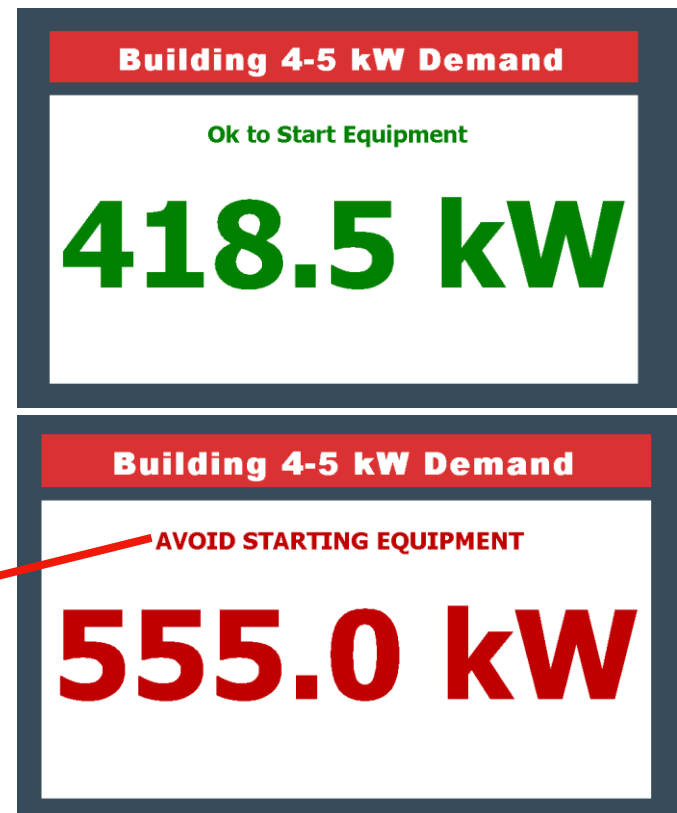 Building 4-5 kW Demand
Ok to Start Equipment
418.5 kW
Building 4-5 kW Demand
AVOID STARTING EQUIPMENT
555.0 kW